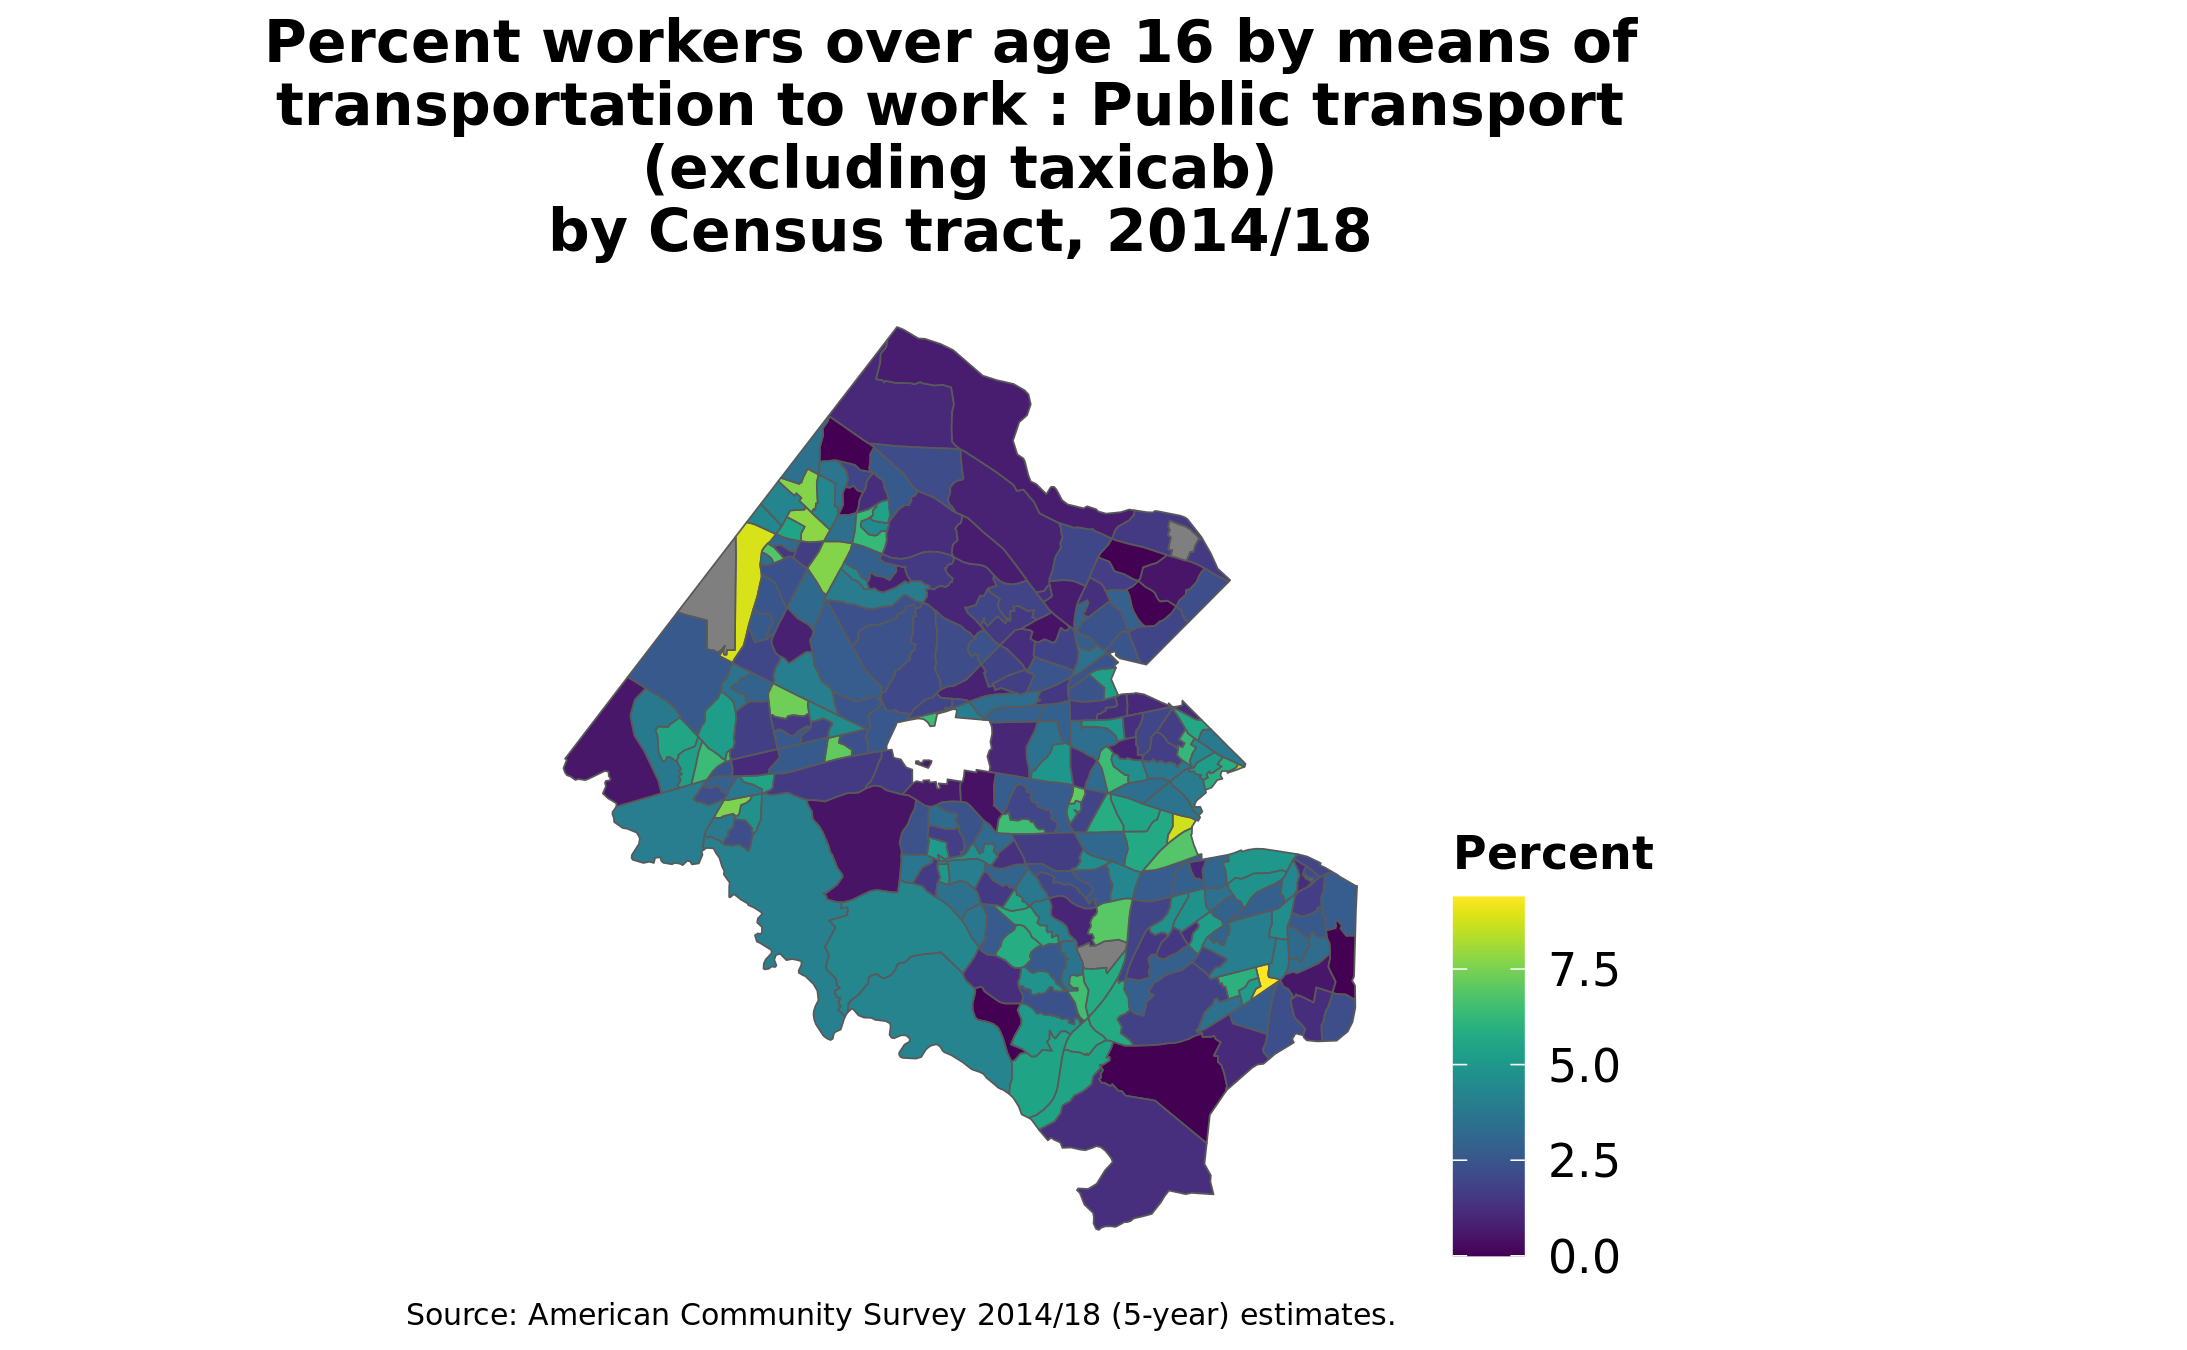 Percent workers over age 16 by means of
transportation to work : Public transport
(excluding taxicab)
by Census tract, 2014/18
Percent
7.5
5.0
2.5
0.0
Source: American Community Survey 2014/18 (5-year) estimates.